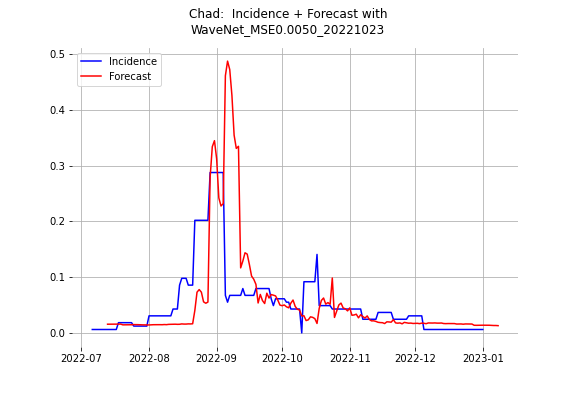 Chad:  Incidence + Forecast with
WaveNet_MSE0.0050_20221023
Incidence
Forecast
0.5
0.4
0.3
0.2
0.1
0.0
2022-07 2022-08 2022-09 2022-10 2022-11 2022-12 2023-01